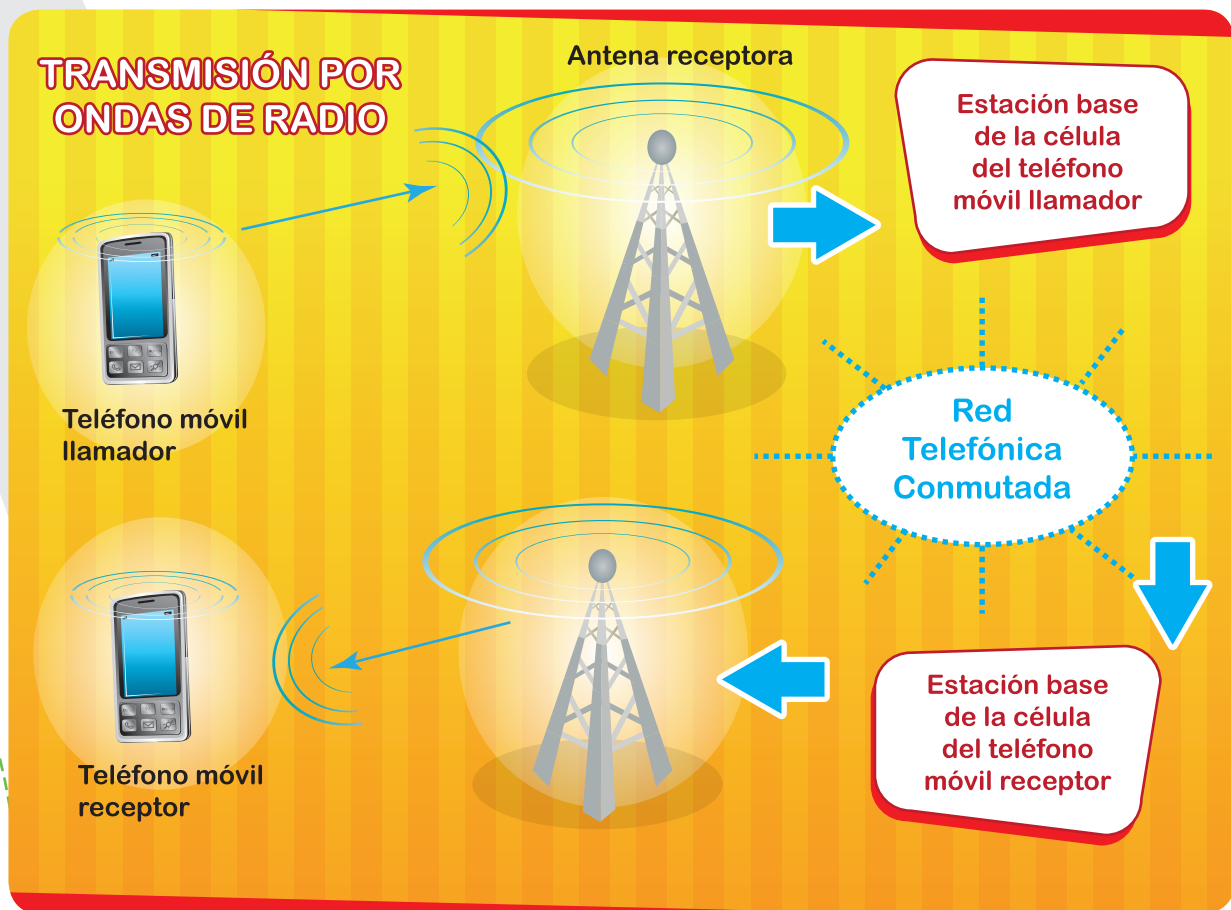 TRANSMISIÓN POR
ONDAS DE RADIO
Antena receptora
Estación base
de la célula
del teléfono
móvil llamador
Teléfono móvil
llamador
Red
Telefónica
Conmutada
Estación base
de la célula
del teléfono
móvil receptor
Teléfono móvil
receptor